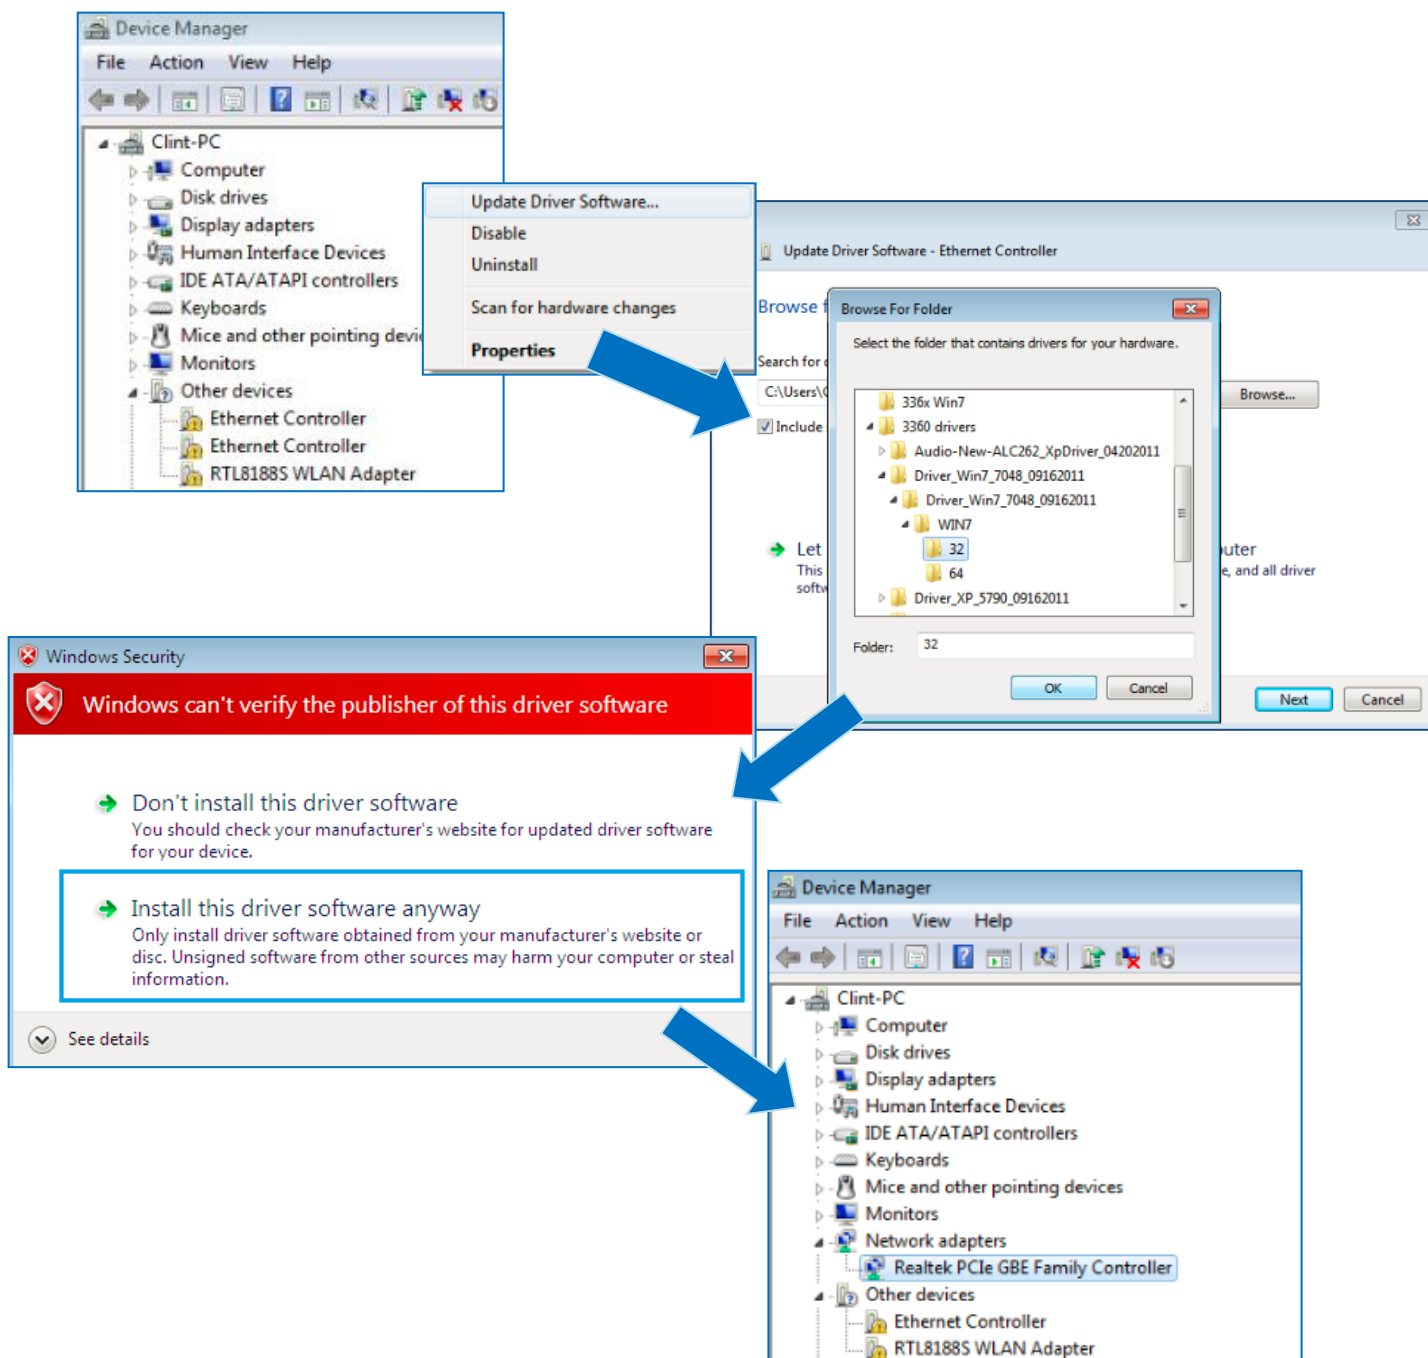 Device Manager
File Action View Help
Clint-PC
Computer
Disk drives
Display adapters
Human Interface Devices
IDE ATA/ATAPI controllers
Keyboards
Mice and other pointing devi
Monitors
Other devices
Ethernet Controller
Ethernet Controller
RTL8188S WLAN Adapter
Update Driver Software...
Disable
Uninstall
Scan for hardware changes
Properties
Update Driver Software - Ethernet Controller
Browse f
Search for d
C:\Users\C
Browse...
Include
Let
uter
This
e, and all driver
softw
Next Cancel
Browse For Folder
Select the folder that contains drivers for your hardware.
336x Win7
3360 drivers
Audio-New-ALC262_XpDriver_04202011
Driver_Win7_7048_09162011
Driver_Win7_7048_09162011
WIN7
32
64
Driver_XP_5790_09162011
Folder: 32
OK Cancel
Windows Security
Windows can't verify the publisher of this driver software
Don't install this driver software
You should check your manufacturer's website for updated driver software
for your device.
Install this driver software anyway
Only install driver software obtained from your manufacturer's website or
disc. Unsigned software from other sources may harm your computer or steal
information.
See details
Device Manager
File Action View Help
Clint-PC
Computer
Disk drives
Display adapters
Human Interface Devices
IDE ATA/ATAPI controllers
Keyboards
Mice and other pointing devices
Monitors
Network adapters
Realtek PCIe GBE Family Controller
Other devices
Ethernet Controller
RTL8188S WLAN Adapter